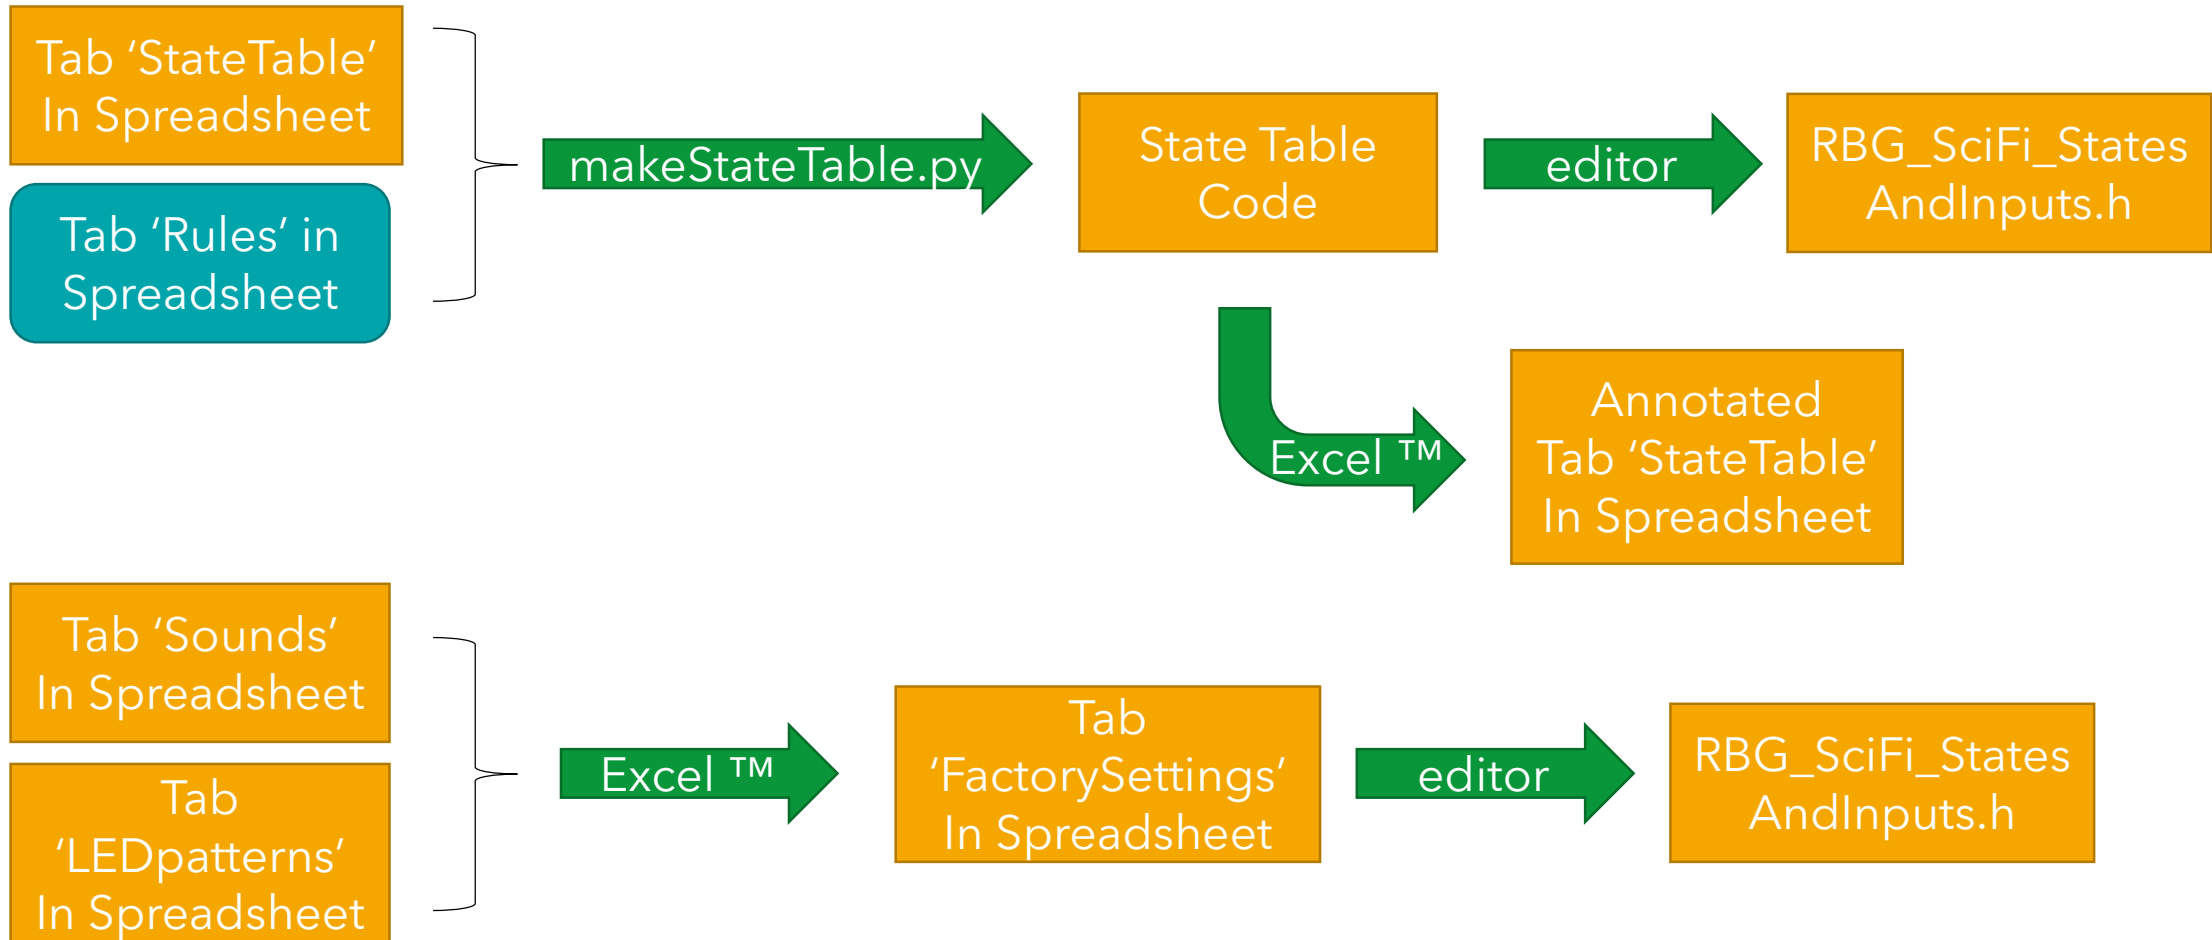 Tab ‘StateTable’
In Spreadsheet
Tab ‘Rules’ in
Spreadsheet
makeStateTable.py
State Table
Code
editor
RBG_SciFi_States
AndInputs.h
Excel ™
Annotated
Tab ‘StateTable’
In Spreadsheet
Tab ‘Sounds’
In Spreadsheet
Tab
‘LEDpatterns’
In Spreadsheet
Excel ™
Tab
‘FactorySettings’
In Spreadsheet
editor
RBG_SciFi_States
AndInputs.h